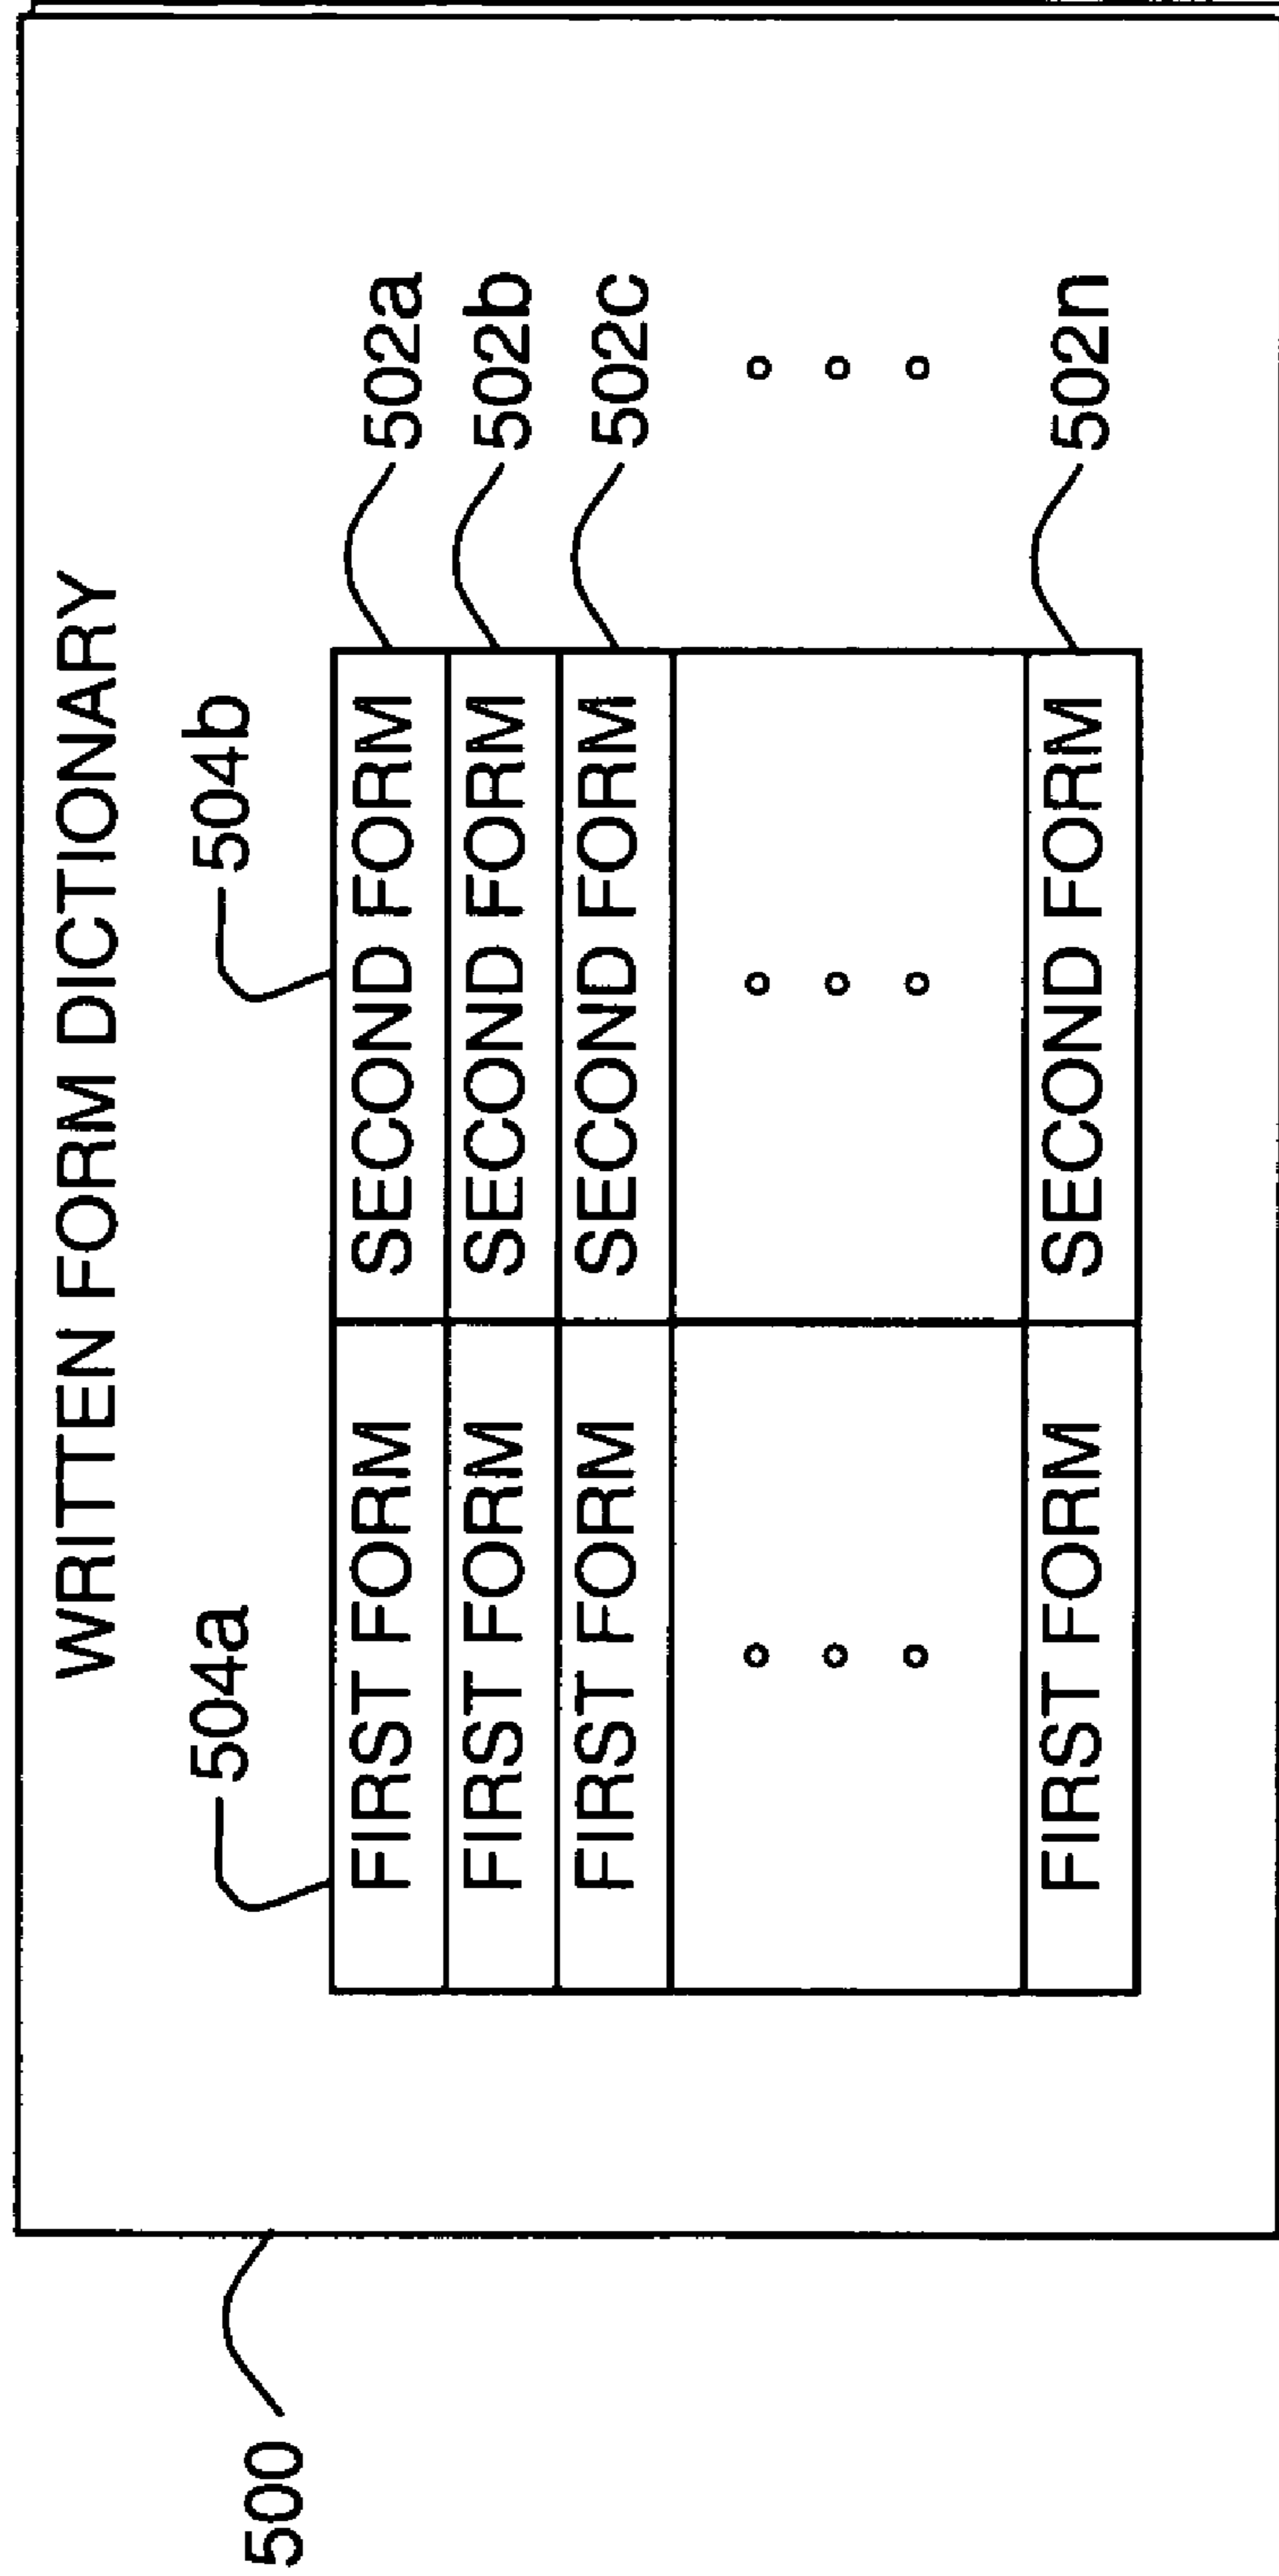 WRITTEN FORM DICTIONARY
500
504a 504b
FIRST FORM SECOND FORM 502a
FIRST FORM SECOND FORM 502b
FIRST FORM SECOND FORM 502c
FIRST FORM SECOND FORM 502n